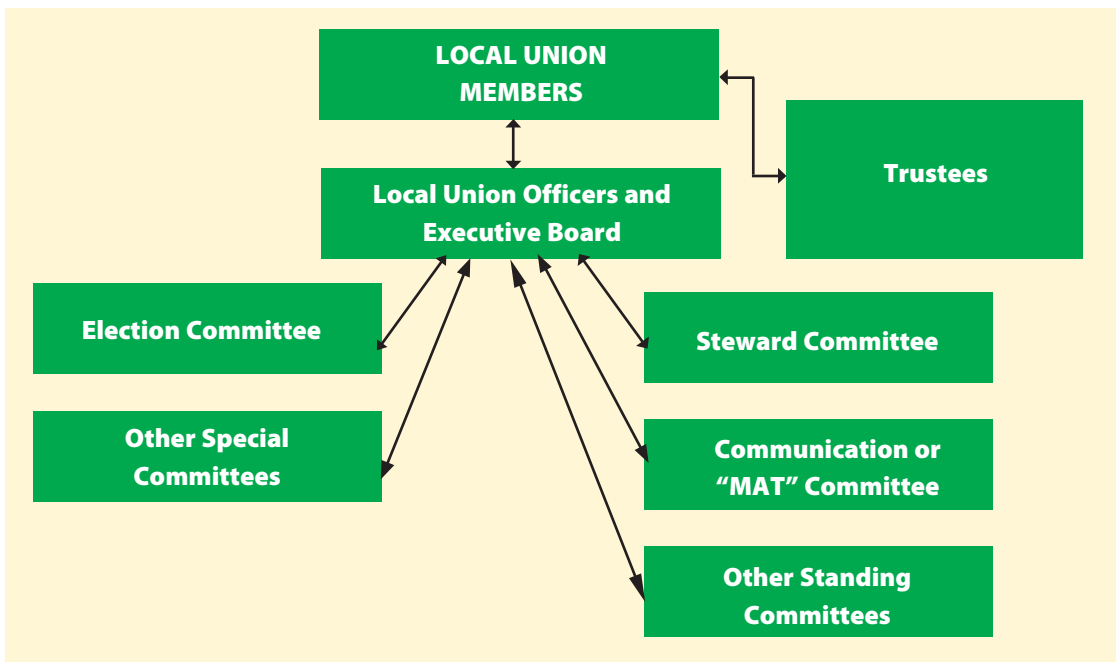 LOCAL UNION
MEMBERS
Trustees
Local Union Officers and
Executive Board
Election Committee
Steward Committee
Other Special
Committees
Communication or
“MAT” Committee
Other Standing
Committees